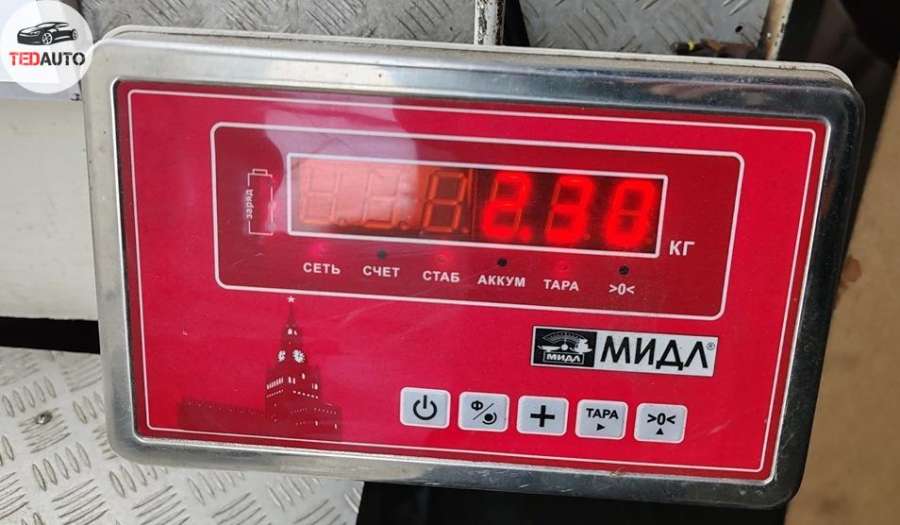 TEDAUTO
заряд
2.30
КГ
СЕТЬ СЧЕТ СТАБ АККУМ ТАРА >0<
МИДЛ МИДЛ®
Ф ТАРА >0<